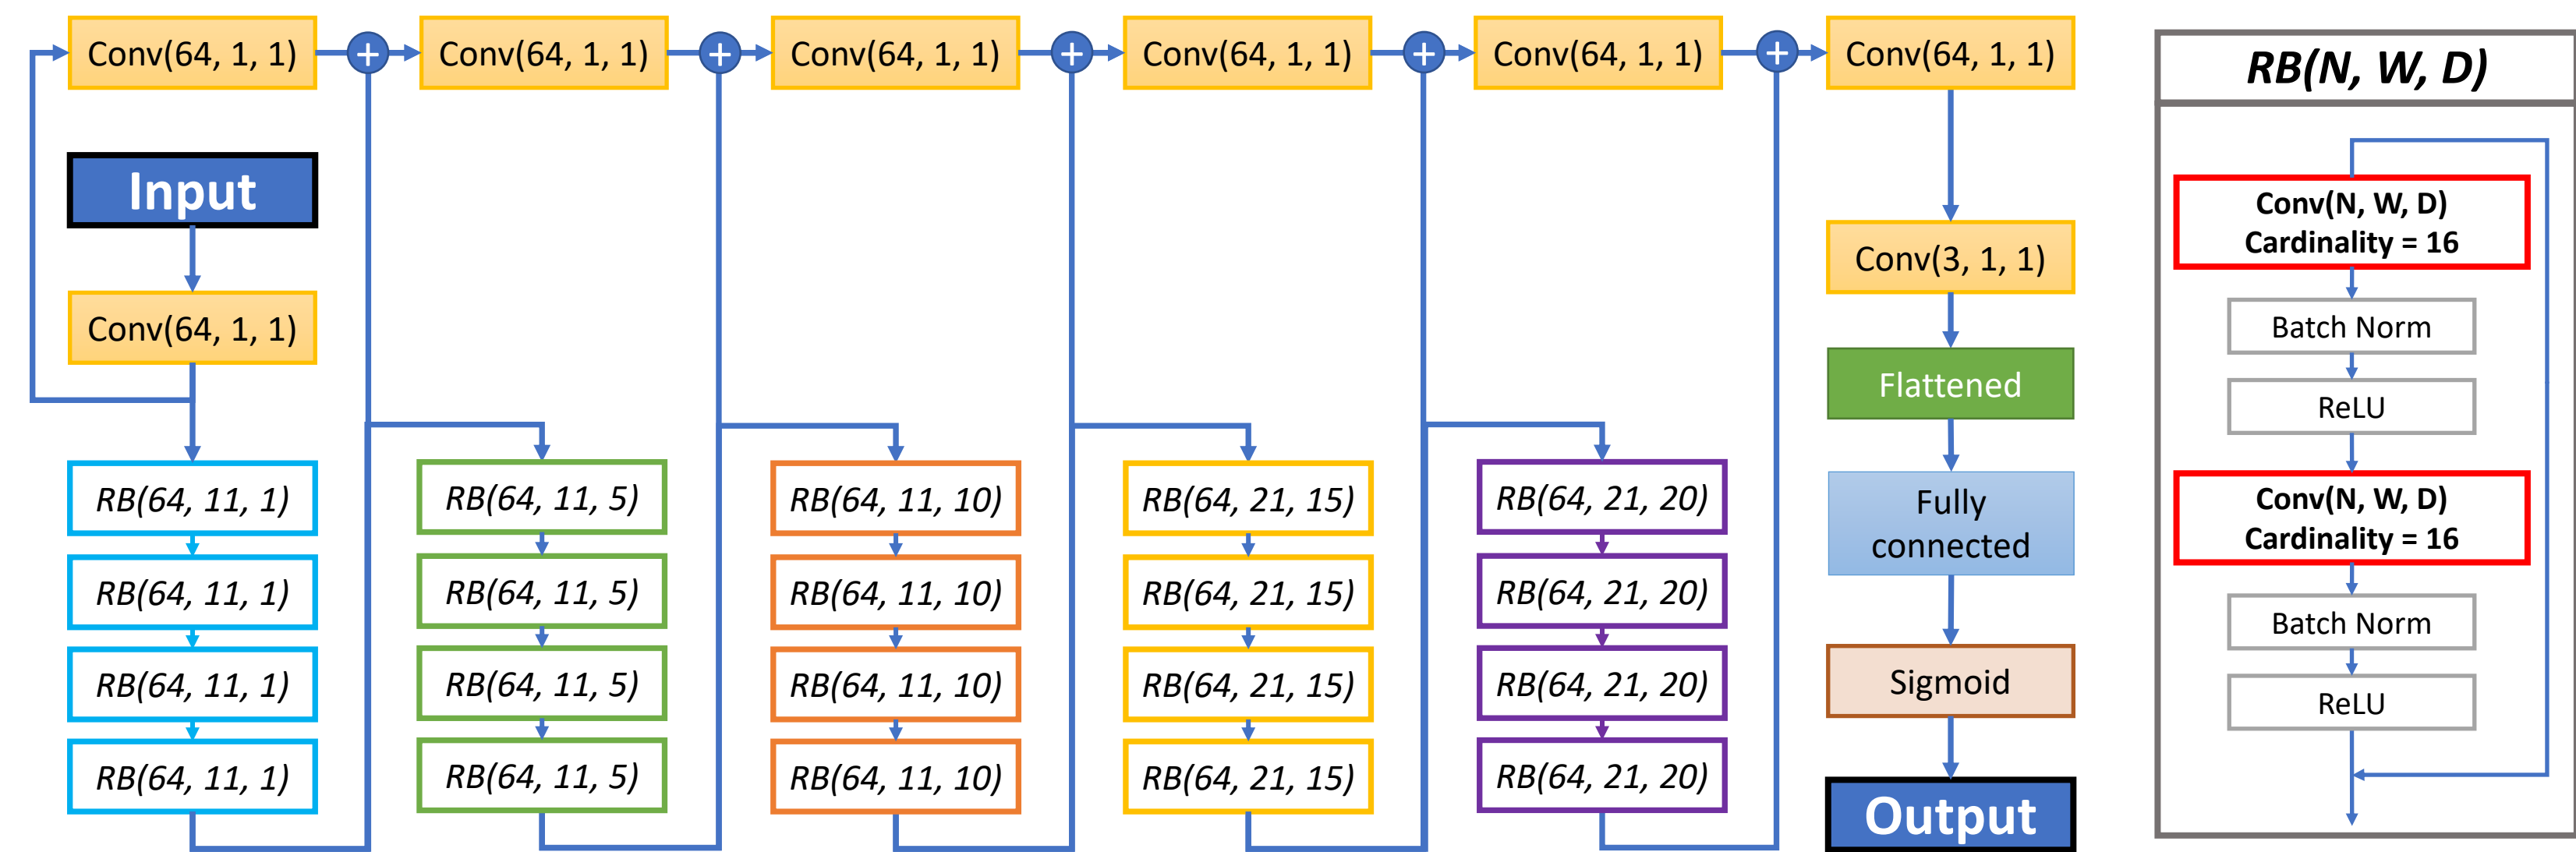 Conv(64, 1, 1)
+
Conv(64, 1, 1)
+
Conv(64, 1, 1)
+
Conv(64, 1, 1)
+
Conv(64, 1, 1)
+
Conv(64, 1, 1)
Input
Conv(64, 1, 1)
RB(64, 11, 1)
RB(64, 11, 1)
RB(64, 11, 1)
RB(64, 11, 1)
RB(64, 11, 5)
RB(64, 11, 5)
RB(64, 11, 5)
RB(64, 11, 5)
RB(64, 11, 10)
RB(64, 11, 10)
RB(64, 11, 10)
RB(64, 11, 10)
RB(64, 21, 15)
RB(64, 21, 15)
RB(64, 21, 15)
RB(64, 21, 15)
RB(64, 21, 20)
RB(64, 21, 20)
RB(64, 21, 20)
RB(64, 21, 20)
Conv(3, 1, 1)
Flattened
Fully
connected
Sigmoid
Output
RB(N, W, D)
Conv(N, W, D)
Cardinality = 16
Batch Norm
ReLU
Conv(N, W, D)
Cardinality = 16
Batch Norm
ReLU